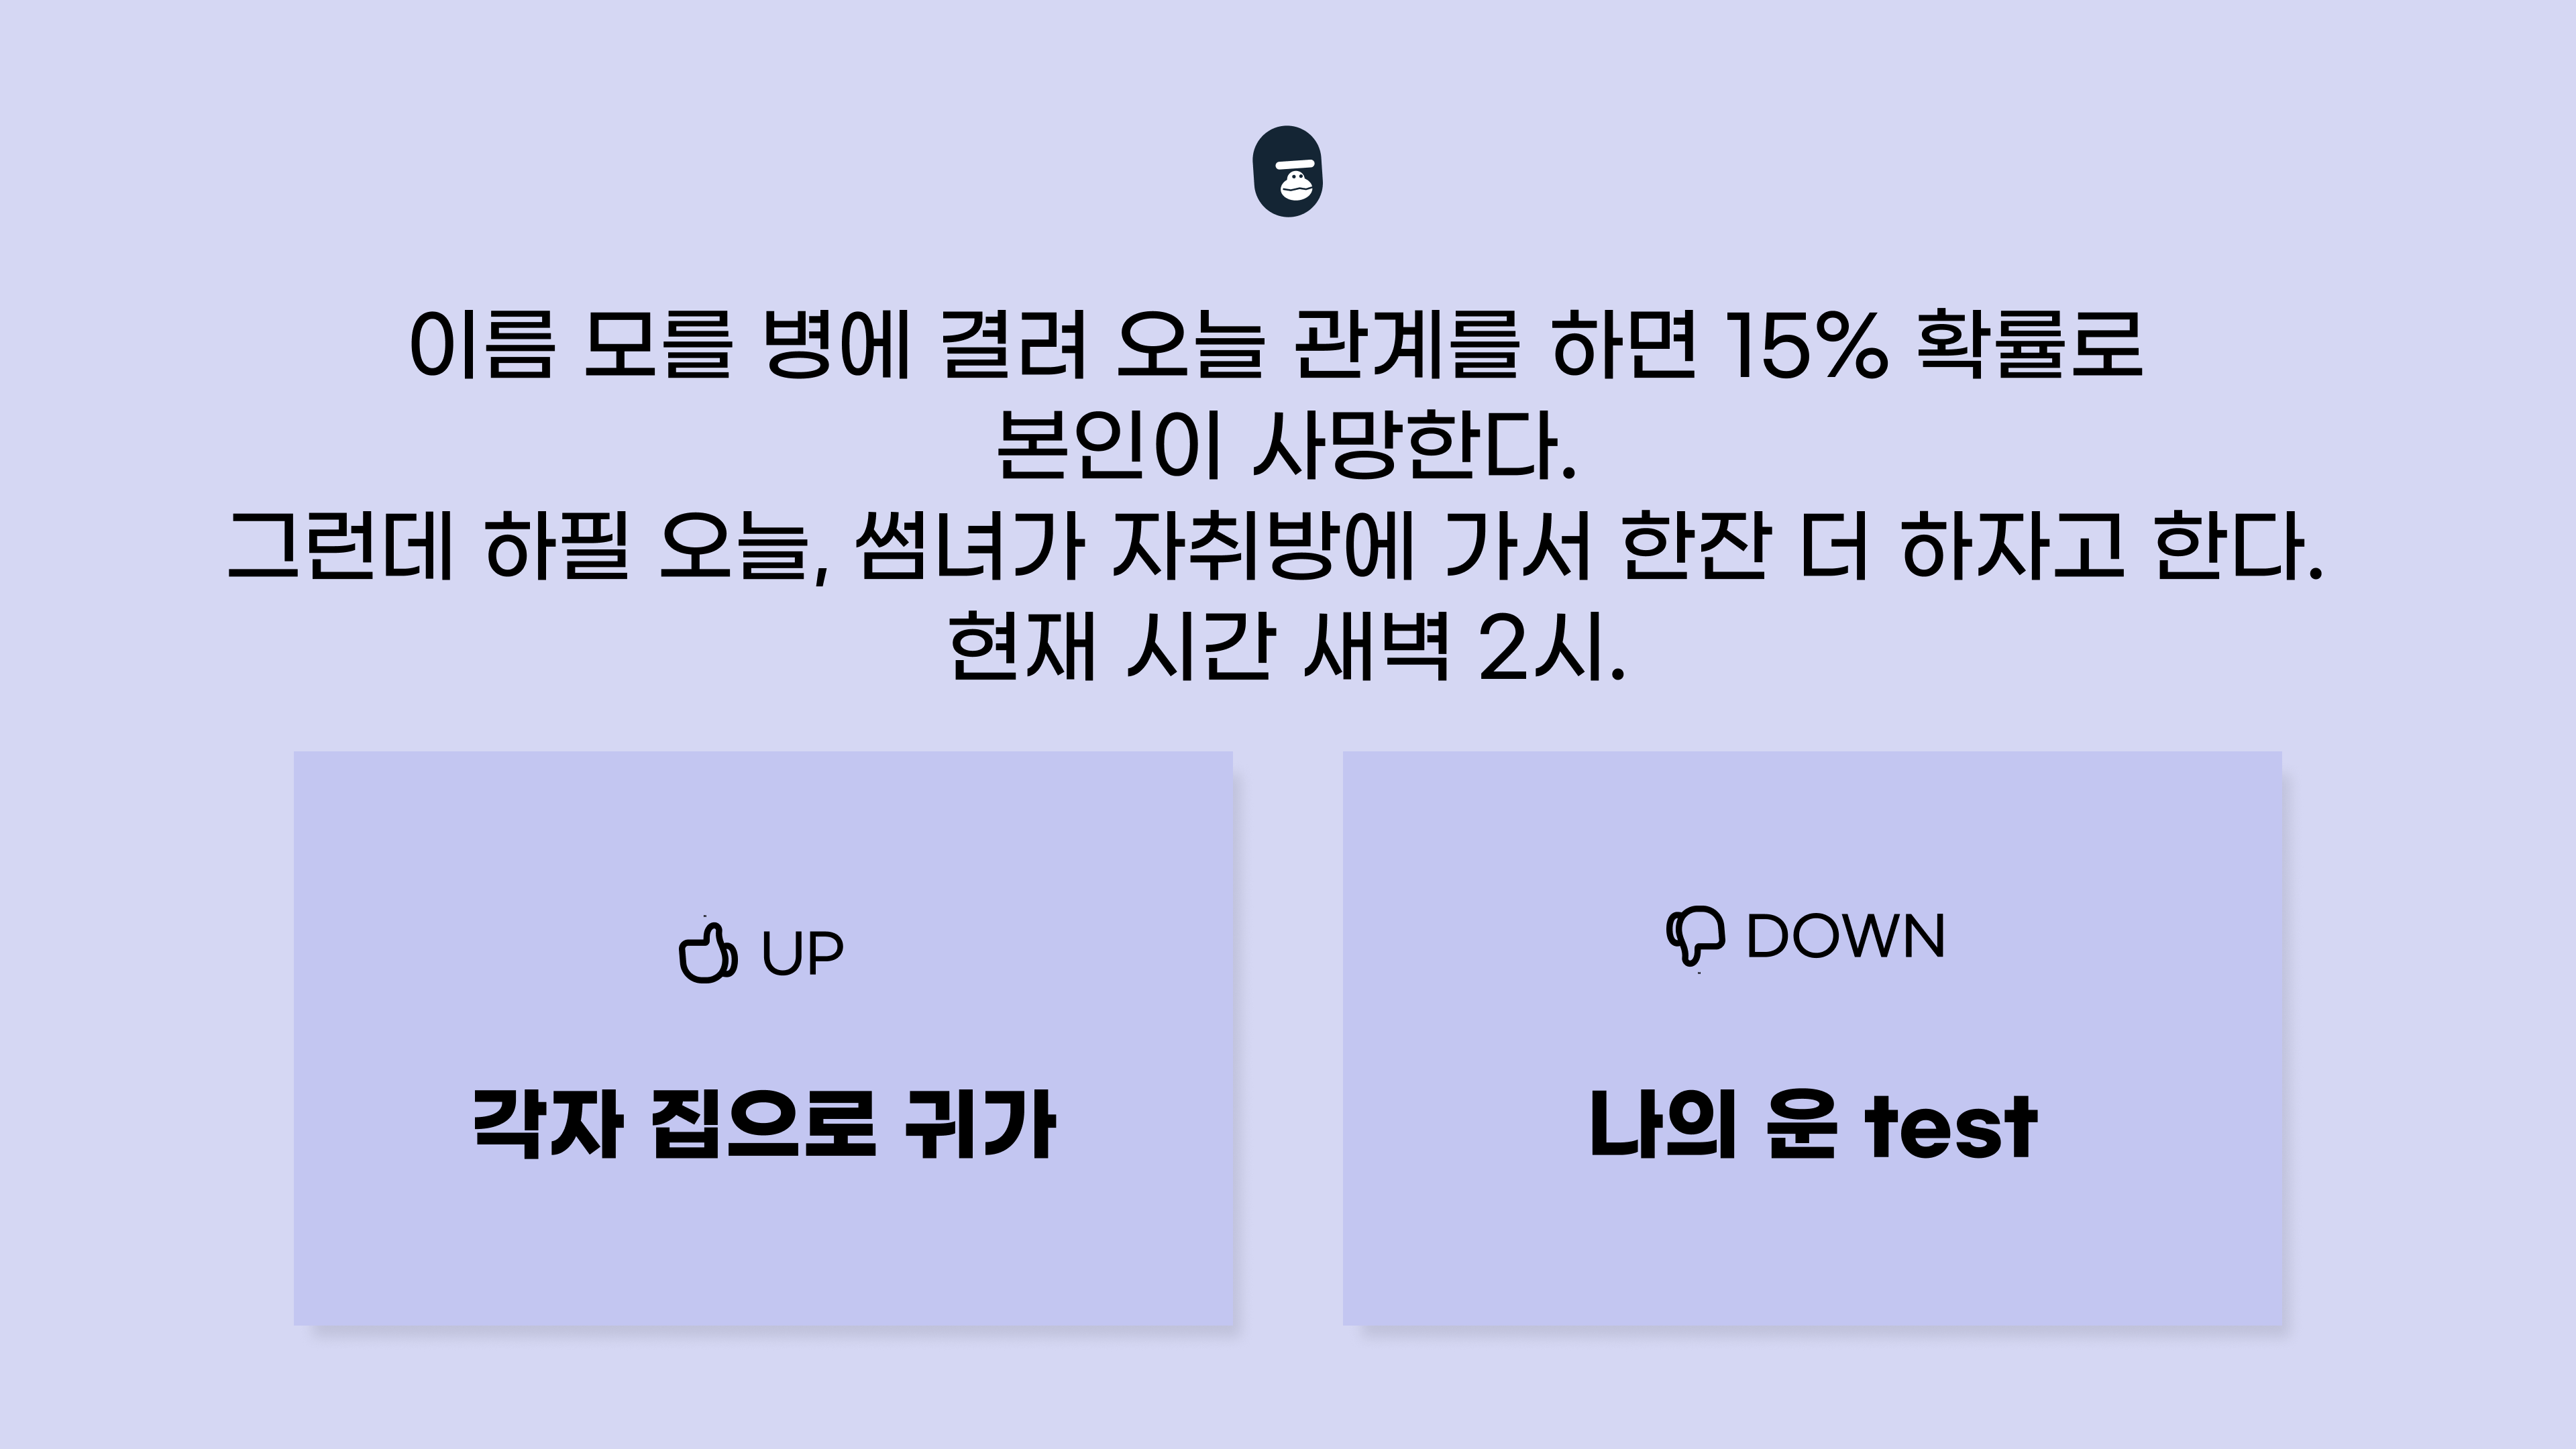 이름 모를 병에 결려 오늘 관계를 하면 15% 확률로
본인이 사망한다.
그런데 하필 오늘, 썸녀가 자취방에 가서 한잔 더 하자고 한다.
현재 시간 새벽 2시.
UP
각자 집으로 귀가
DOWN
나의 운 test